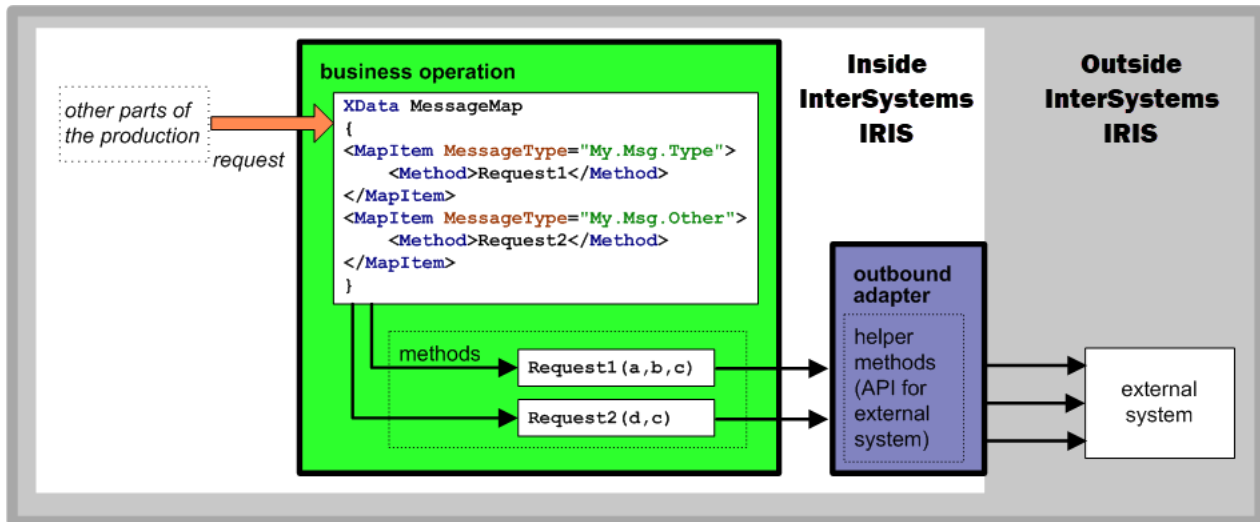 business operation
XData MessageMap
{
<MapItem MessageType="My.Msg.Type">
    <Method>Request1</Method>
</MapItem>
<MapItem MessageType="My.Msg.Other">
    <Method>Request2</Method>
</MapItem>
}
other parts of
the production
request
methods
Request1(a,b,c)
Request2(d,c)
Inside
InterSystems
IRIS
outbound
adapter
helper
methods
(API for
external
system)
Outside
InterSystems
IRIS
external
system